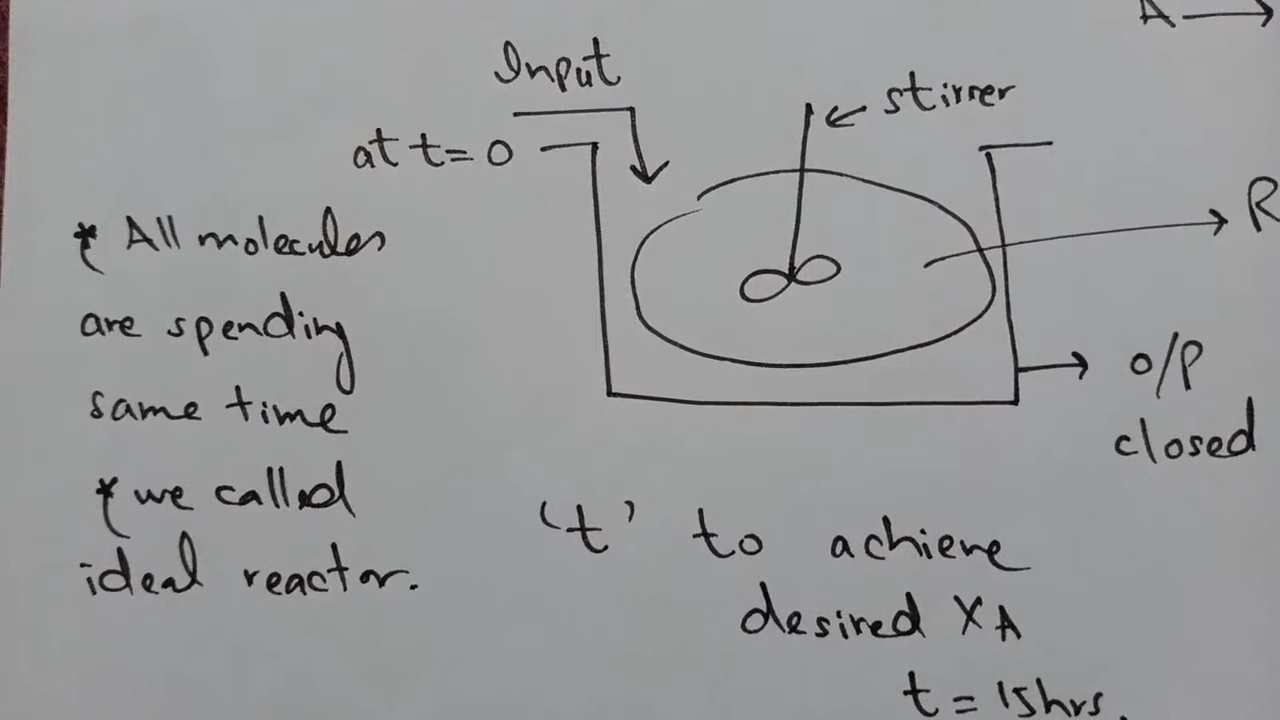 A →
Input
← stirrer
at t = 0
→ R
* All molecules
are spending
same time
* we called
ideal reactor.
→ O/P
closed
't' to achieve
desired XA
t = 15hrs.